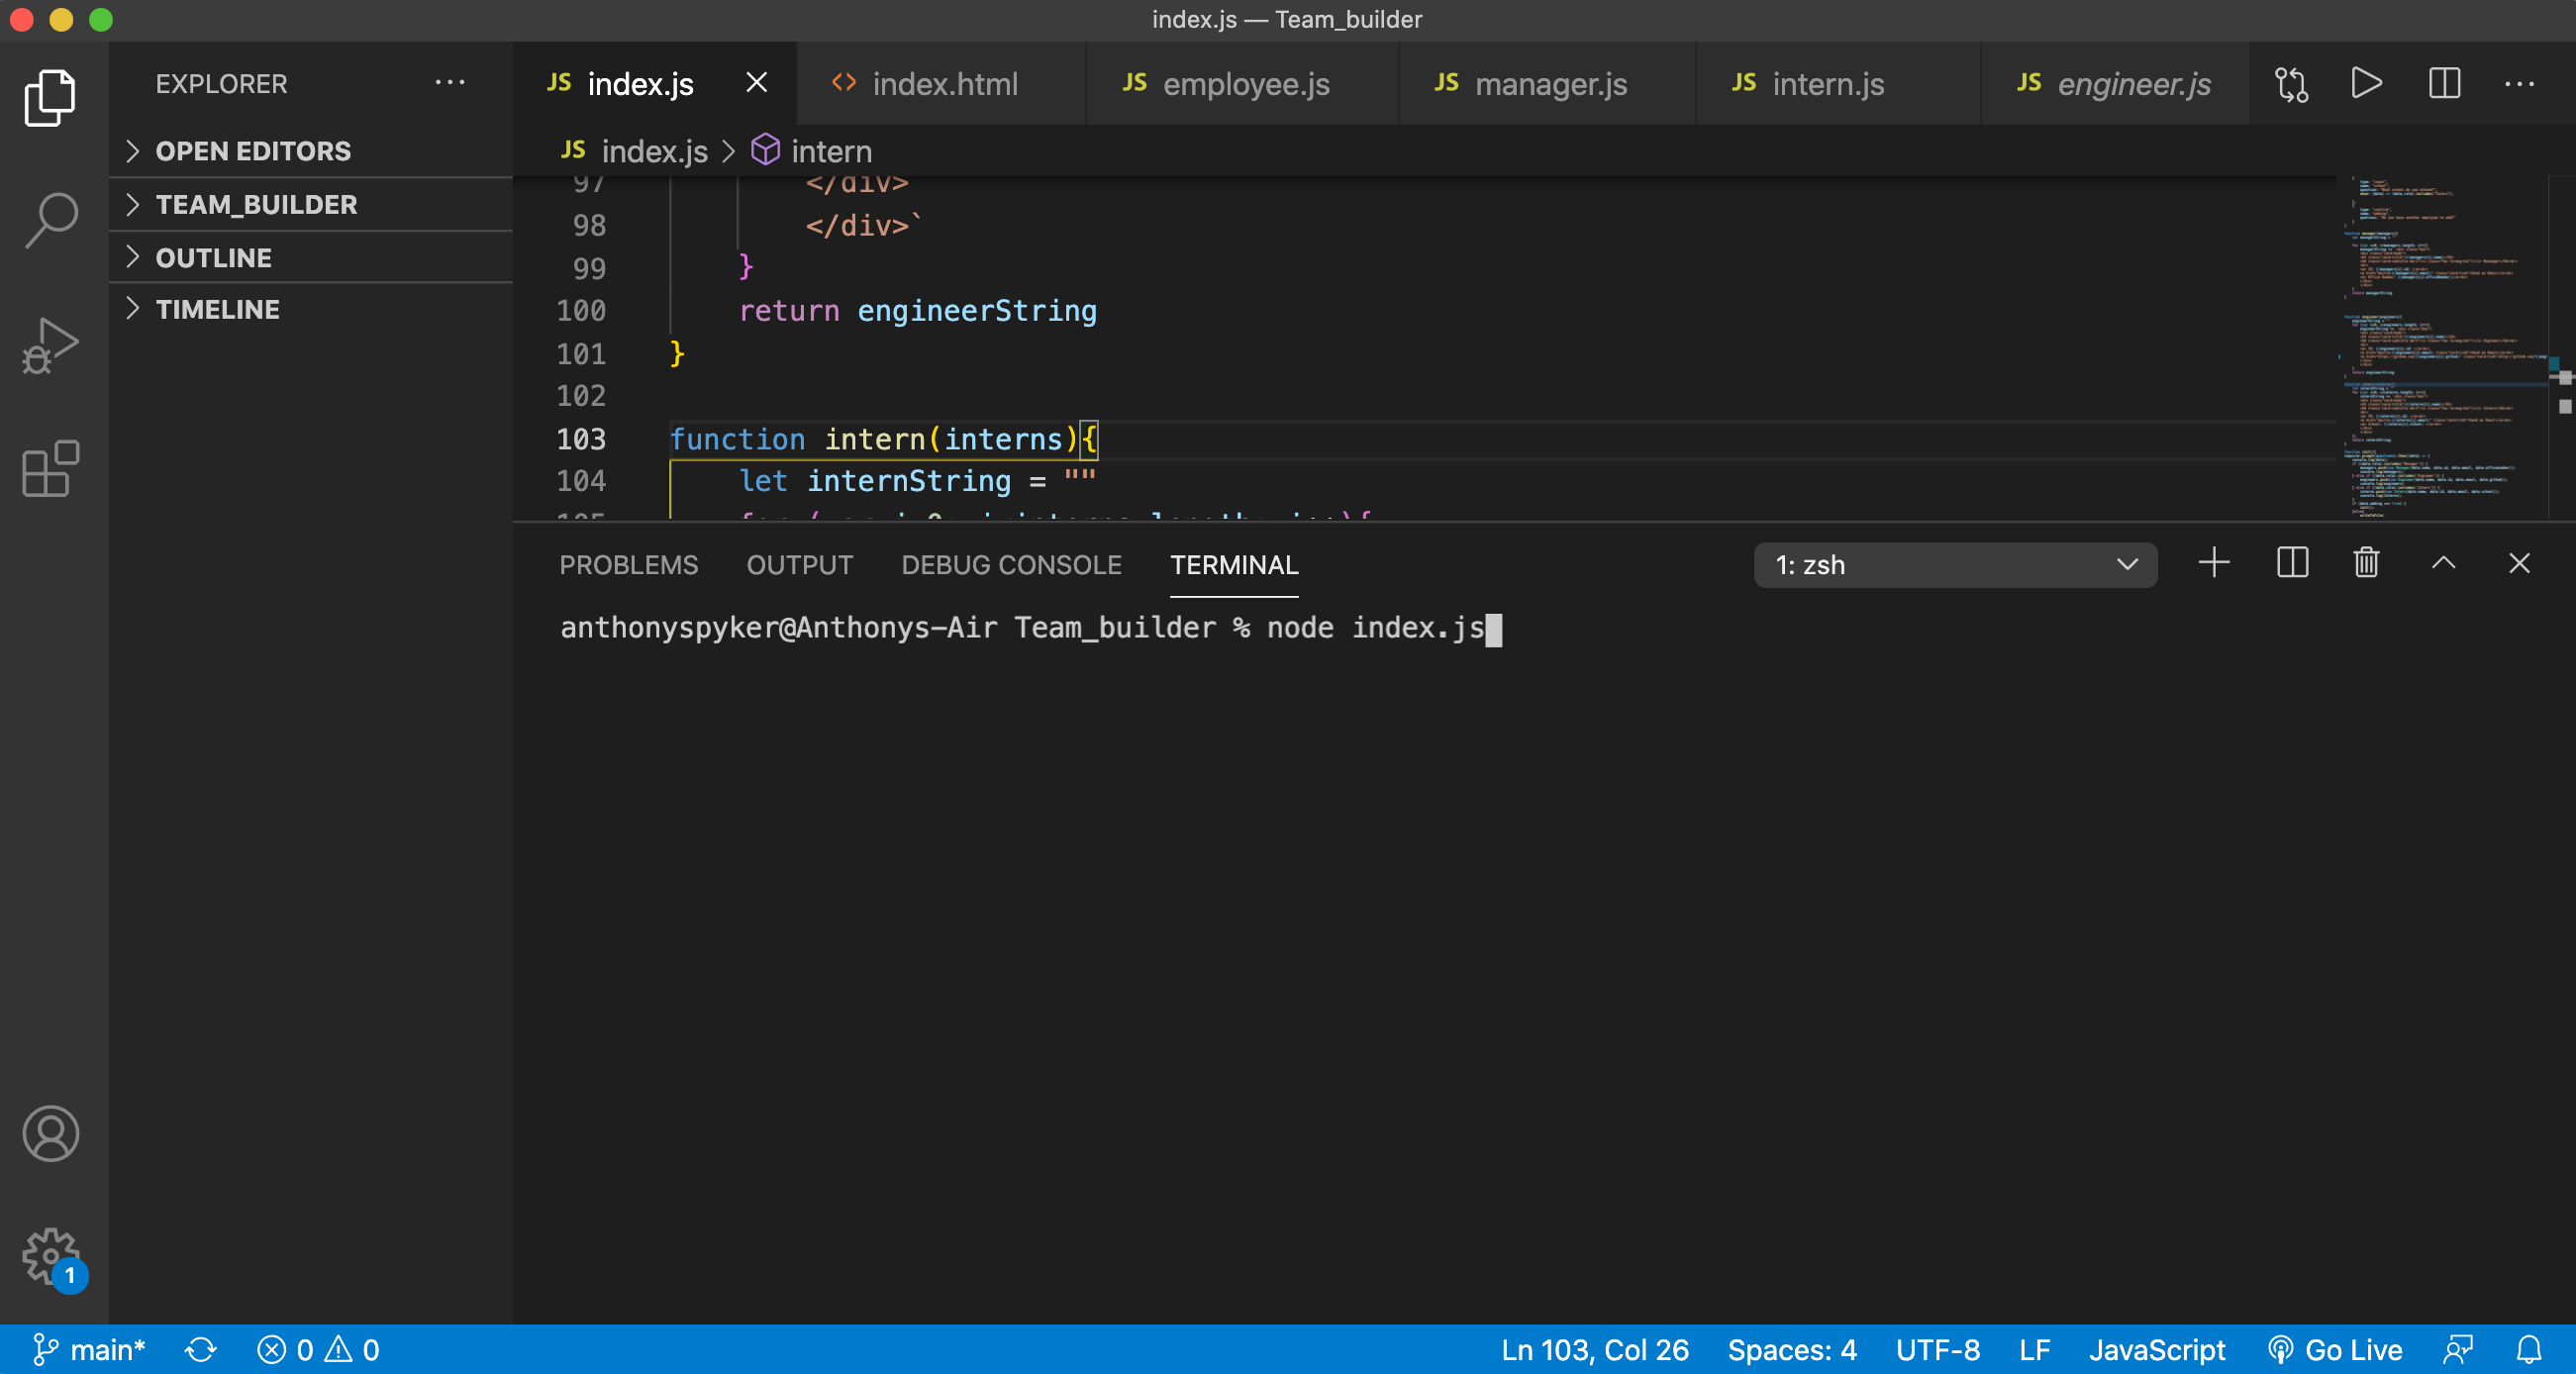 index.js — Team_builder
EXPLORER
OPEN EDITORS
TEAM_BUILDER
OUTLINE
TIMELINE
JS index.js
<> index.html
JS employee.js
JS manager.js
JS intern.js
JS engineer.js
JS index.js > intern
97 </div>
98 </div>`
99 }
100 return engineerString
101 }
102
103 function intern(interns){
104 let internString = ""
PROBLEMS OUTPUT DEBUG CONSOLE TERMINAL
1: zsh
anthonyspyker@Anthonys-Air Team_builder % node index.js
1
main* 0 0 Ln 103, Col 26 Spaces: 4 UTF-8 LF JavaScript Go Live